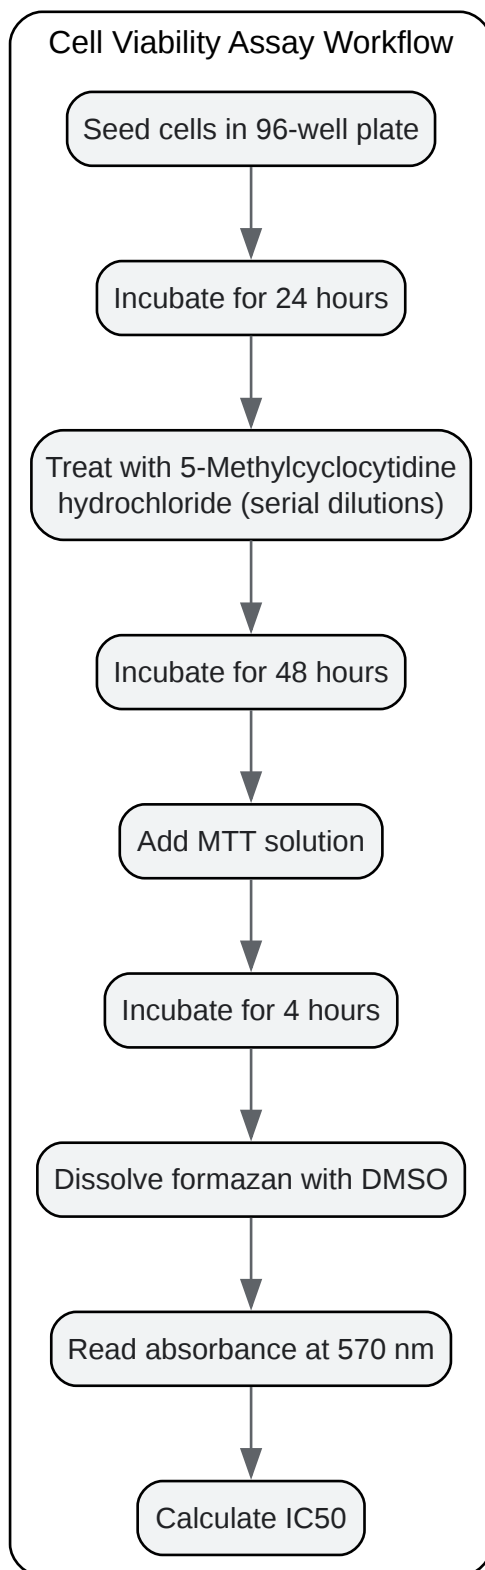 Cell Viability Assay Workflow
Seed cells in 96-well plate
Incubate for 24 hours
Treat with 5-Methylcyclocytidine
hydrochloride (serial dilutions)
Incubate for 48 hours
Add MTT solution
Incubate for 4 hours
Dissolve formazan with DMSO
Read absorbance at 570 nm
Calculate IC50